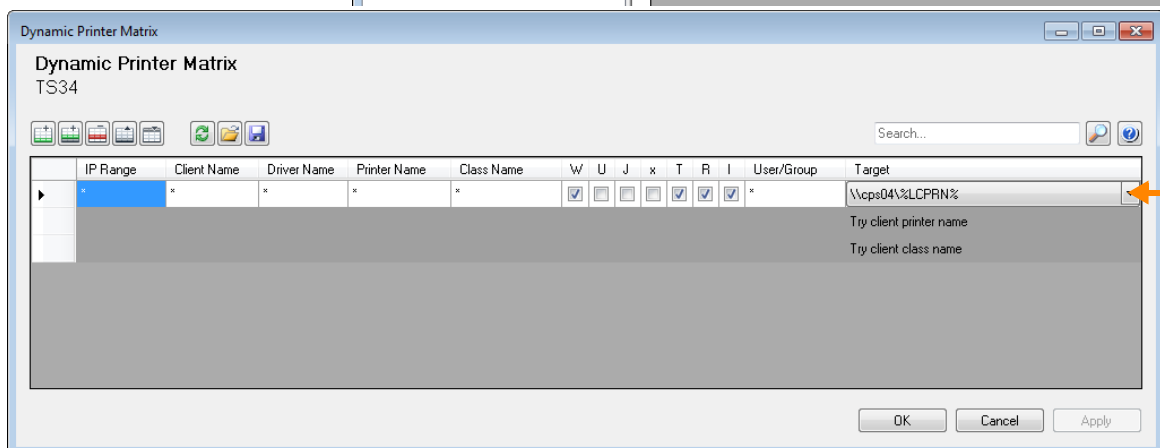 Dynamic Printer Matrix
Dynamic Printer Matrix
TS34
Search...
IP Range Client Name Driver Name Printer Name Class Name W U J x T R I User/Group Target
* * * * * * \\cps04\%LCPRN%
Try client printer name
Try client class name
OK Cancel Apply